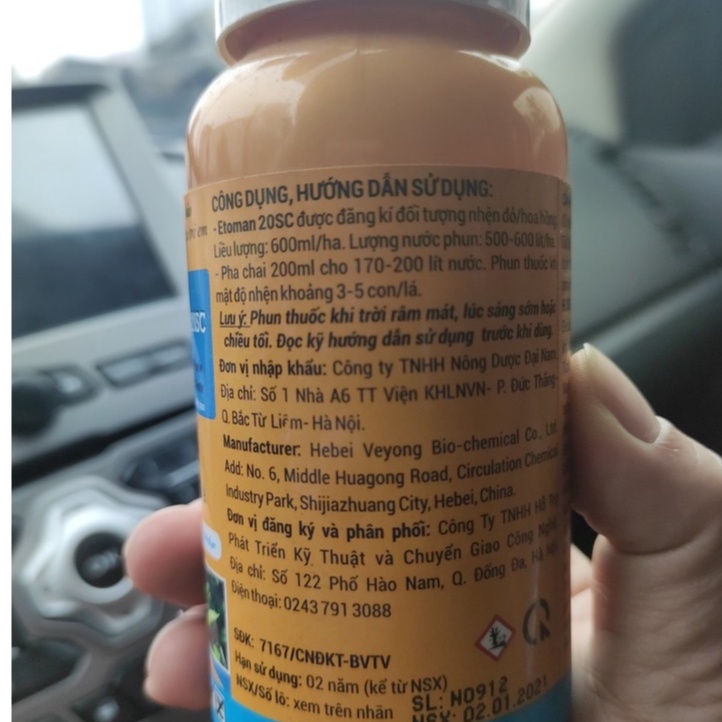 CÔNG DỤNG, HƯỚNG DẪN SỬ DỤNG:
- Etoman 20SC được đăng kí đối tượng nhện đỏ/hoa hồng
Liều lượng: 600ml/ha. Lượng nước phun: 500-600 lít/ha.
- Pha chai 200ml cho 170-200 lít nước. Phun thuốc khi
mật độ nhện khoảng 3-5 con/lá.
Lưu ý: Phun thuốc khi trời râm mát, lúc sáng sớm hoặc
chiều tối. Đọc kỹ hướng dẫn sử dụng trước khi dùng.
Đơn vị nhập khẩu: Công ty TNHH Nông Dược Đại Nam
Địa chỉ: Số 1 Nhà A6 TT Viện KHLNVN- P. Đức Thắng-
Q. Bắc Từ Liêm- Hà Nội.
Manufacturer: Hebei Veyong Bio-chemical Co., Ltd.
Add: No. 6, Middle Huagong Road, Circulation Chemical
Industry Park, Shijiazhuang City, Hebei, China.
Đơn vị đăng ký và phân phối: Công Ty TNHH Hỗ Trợ
Phát Triển Kỹ Thuật và Chuyển Giao Công Nghệ
Địa chỉ: Số 122 Phố Hào Nam, Q. Đống Đa, Hà Nội
Điện thoại: 0243 791 3088
SĐK: 7167/CNĐKT-BVTV
Hạn sử dụng: 02 năm (kể từ NSX)
NSX/Số lô: xem trên nhãn
SL: N0912
NSX: 02.01.2021
20SC